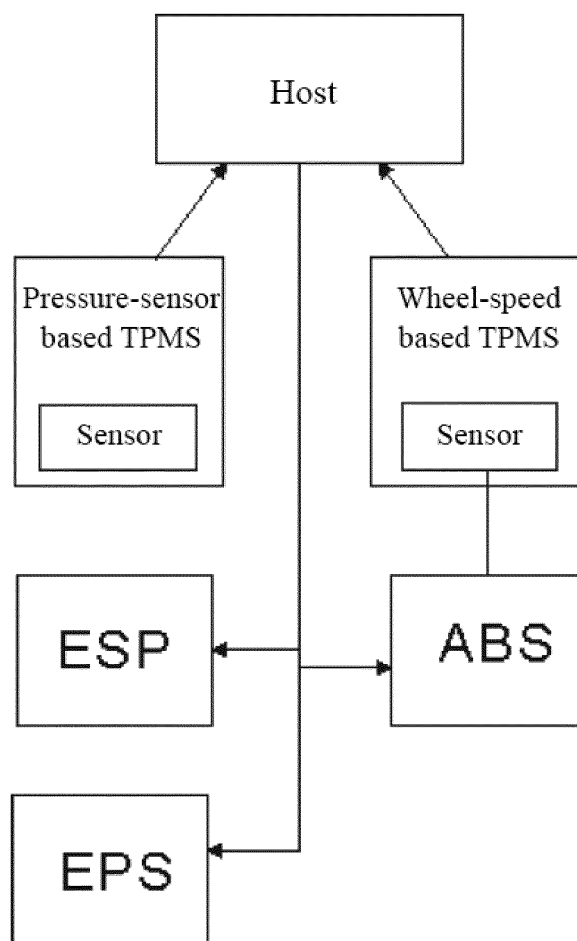 Host
Pressure-sensor
based TPMS
Sensor
Wheel-speed
based TPMS
Sensor
ESP
ABS
EPS